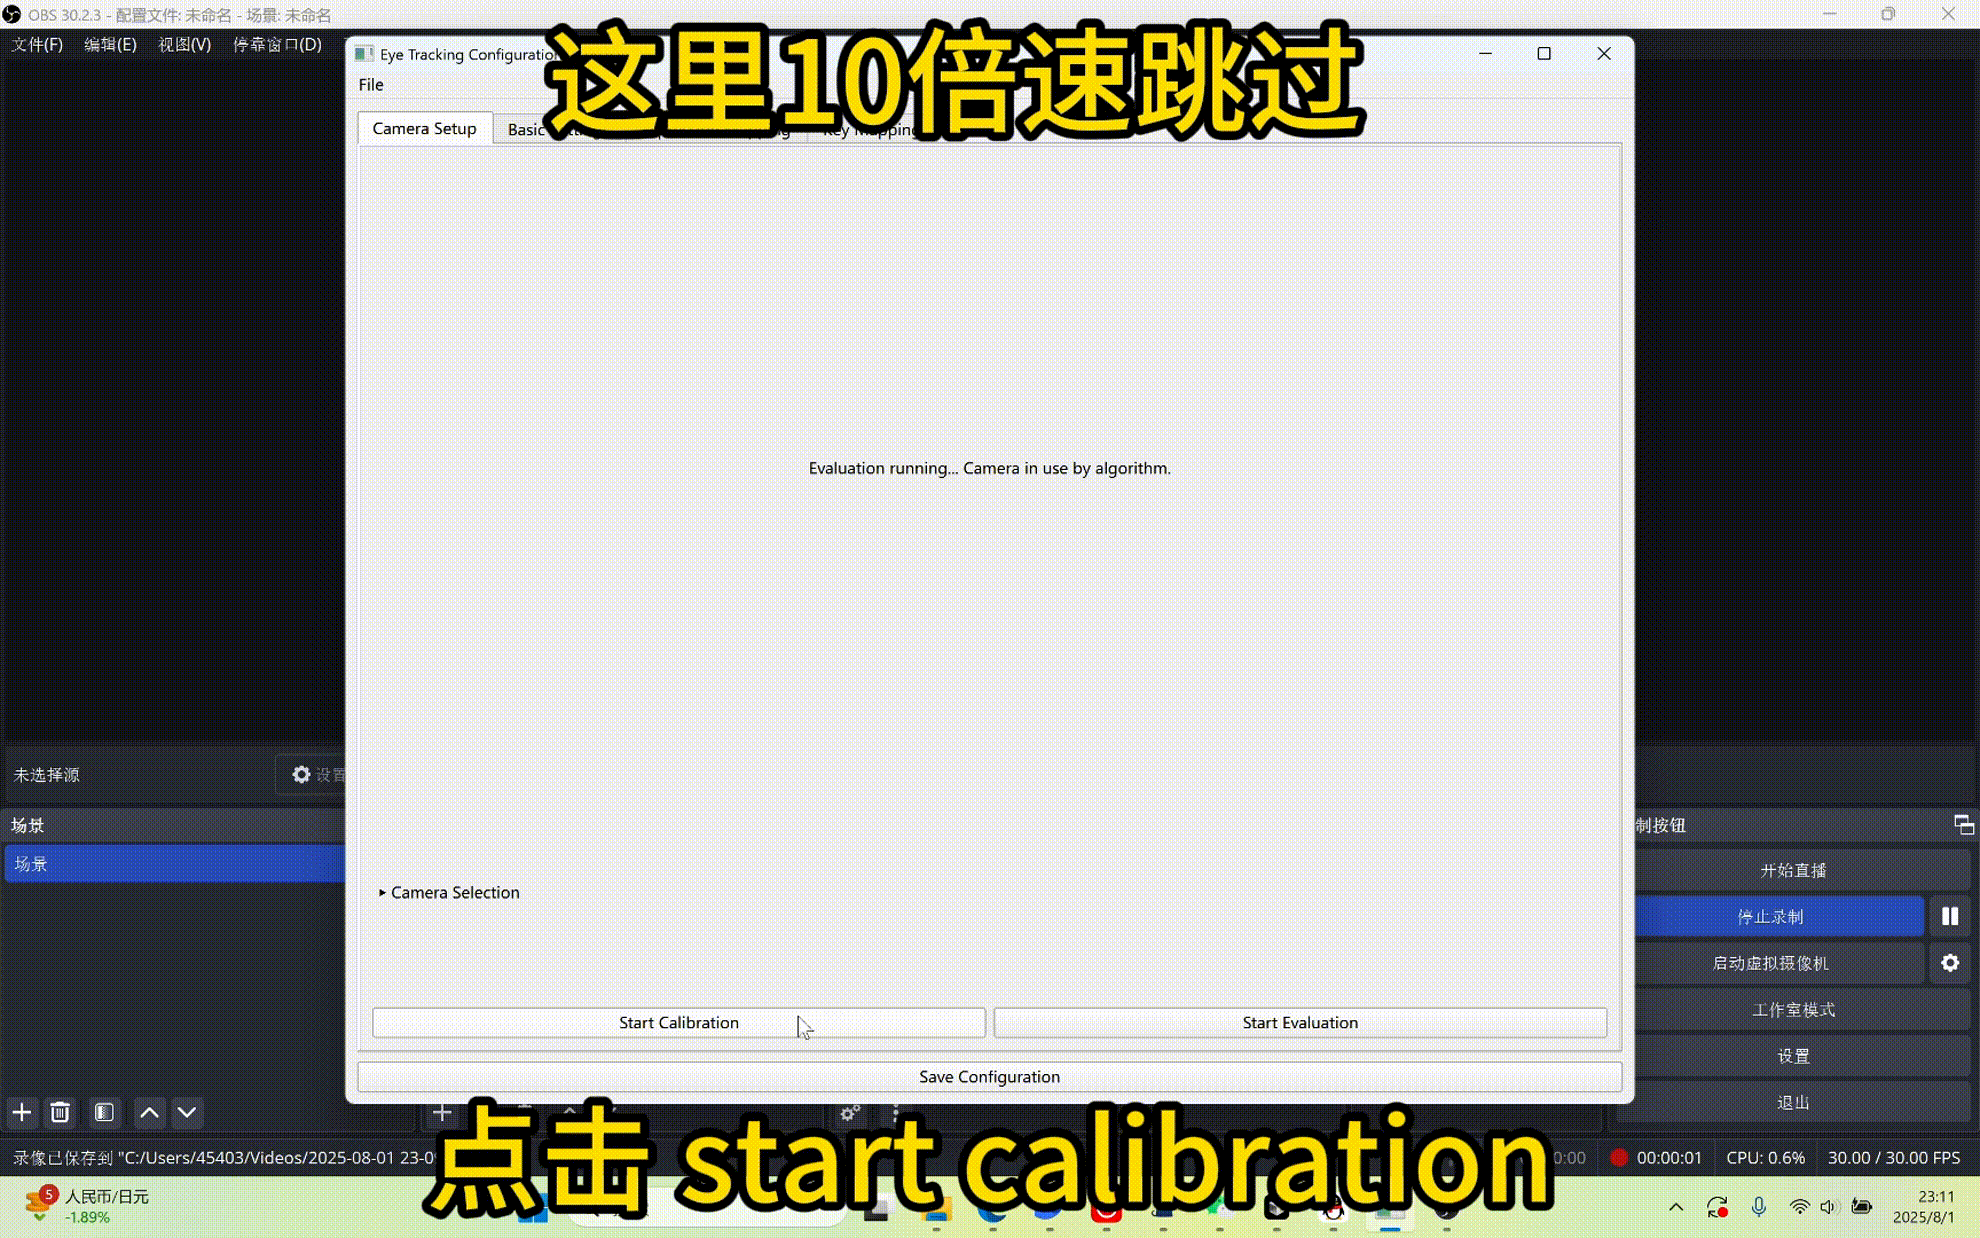 OBS 30.2.3 - 配置文件: 未命名 - 场景: 未命名
文件(F) 编辑(E) 视图(V) 停靠窗口(D)
Eye Tracking Configuration
这里10倍速跳过
File
Camera Setup
Basic
Key Mapping
Evaluation running... Camera in use by algorithm.
未选择源
设置
场景
场景
Camera Selection
Start Calibration
Start Evaluation
Save Configuration
制按钮
开始直播
停止录制
启动虚拟摄像机
工作室模式
设置
退出
点击 start calibration
录像已保存到 "C:/Users/45403/Videos/2025-08-01 23-0
:00
00:00:01
CPU: 0.6%
30.00 / 30.00 FPS
5
人民币/日元
-1.89%
23:11
2025/8/1